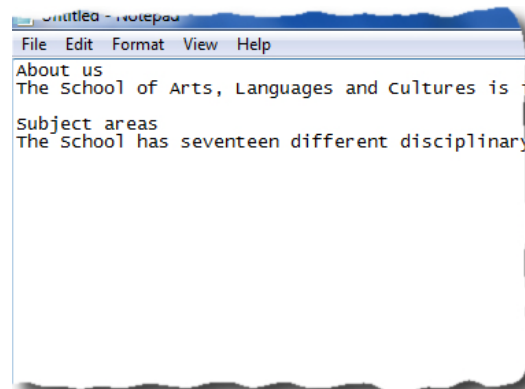 Untitled - Notepad
File Edit Format View Help
About us
The School of Arts, Languages and Cultures is
Subject areas
The School has seventeen different disciplinary